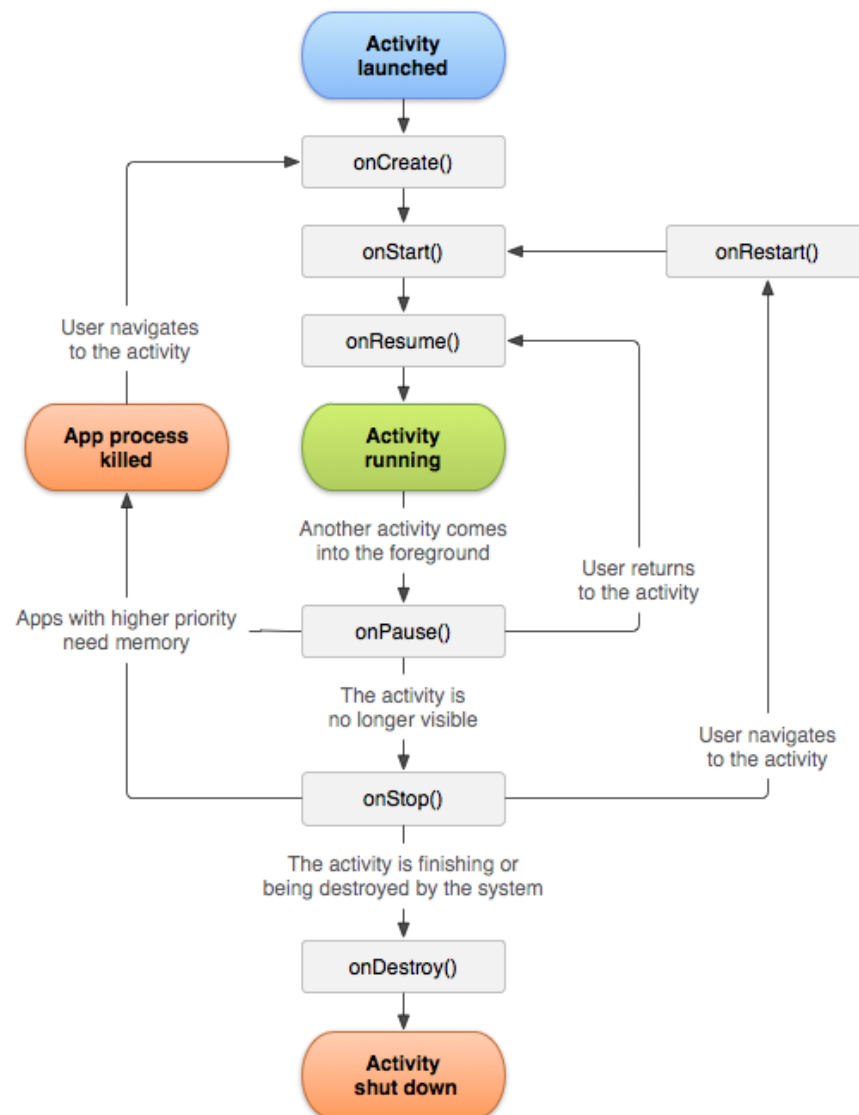 Activity
launched
onCreate()
onStart()
onRestart()
onResume()
User navigates
to the activity
App process
killed
Activity
running
Another activity comes
into the foreground
User returns
to the activity
Apps with higher priority
need memory
onPause()
The activity is
no longer visible
User navigates
to the activity
onStop()
The activity is finishing or
being destroyed by the system
onDestroy()
Activity
shut down